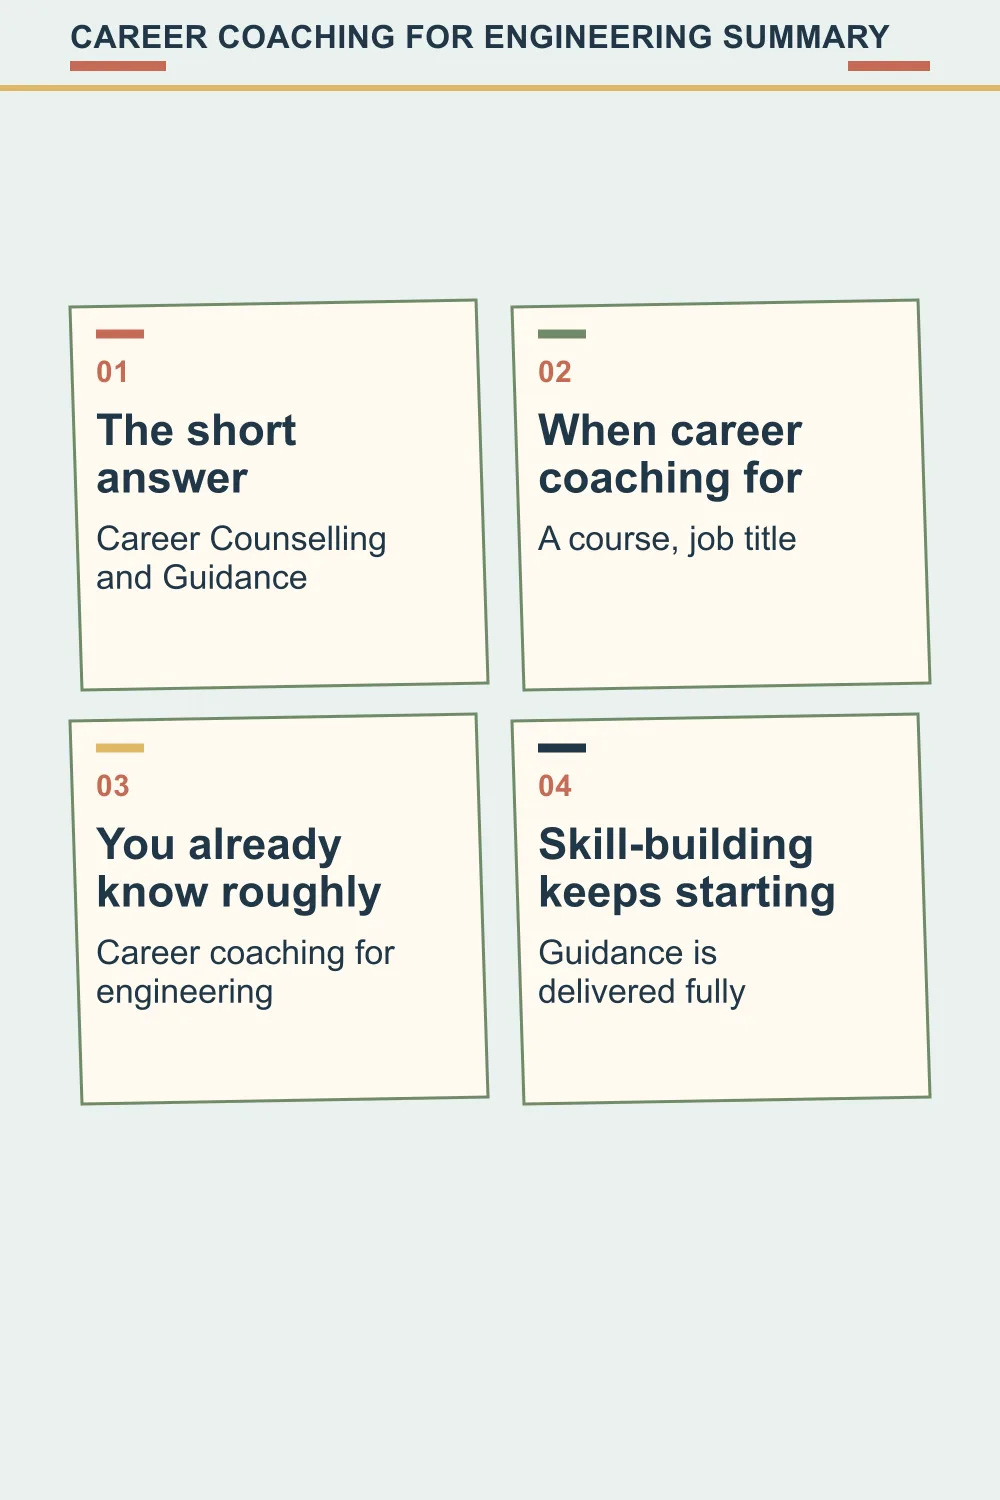 CAREER COACHING FOR ENGINEERING SUMMARY
01
The short
answer
Career Counselling
and Guidance
02
When career
coaching for
A course, job title
03
You already
know roughly
Career coaching for
engineering
04
Skill-building
keeps starting
Guidance is
delivered fully